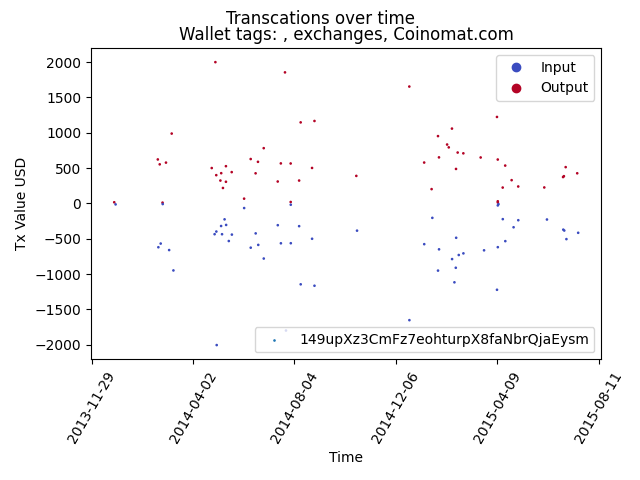 Transcations over time
Wallet tags: , exchanges, Coinomat.com
Input
Output
2000
1500
1000
500
0
−500
−1000
−1500
−2000
Tx Value USD
149upXz3CmFz7eohturpX8faNbrQjaEysm
2013-11-29
2014-04-02
2014-08-04
2014-12-06
2015-04-09
2015-08-11
Time